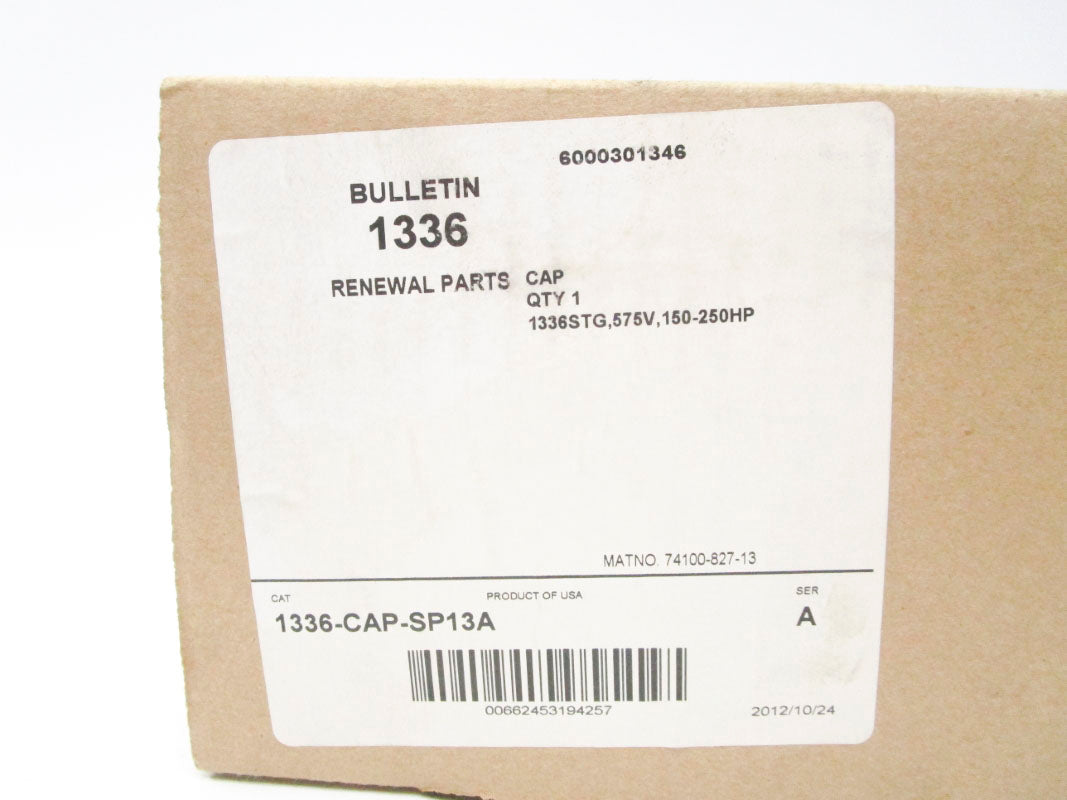 6000301346
BULLETIN
1336
RENEWAL PARTS CAP
QTY 1
1336STG,575V,150-250HP
MATNO. 74100-827-13
CAT PRODUCT OF USA SER
1336-CAP-SP13A A
00662453194257
2012/10/24